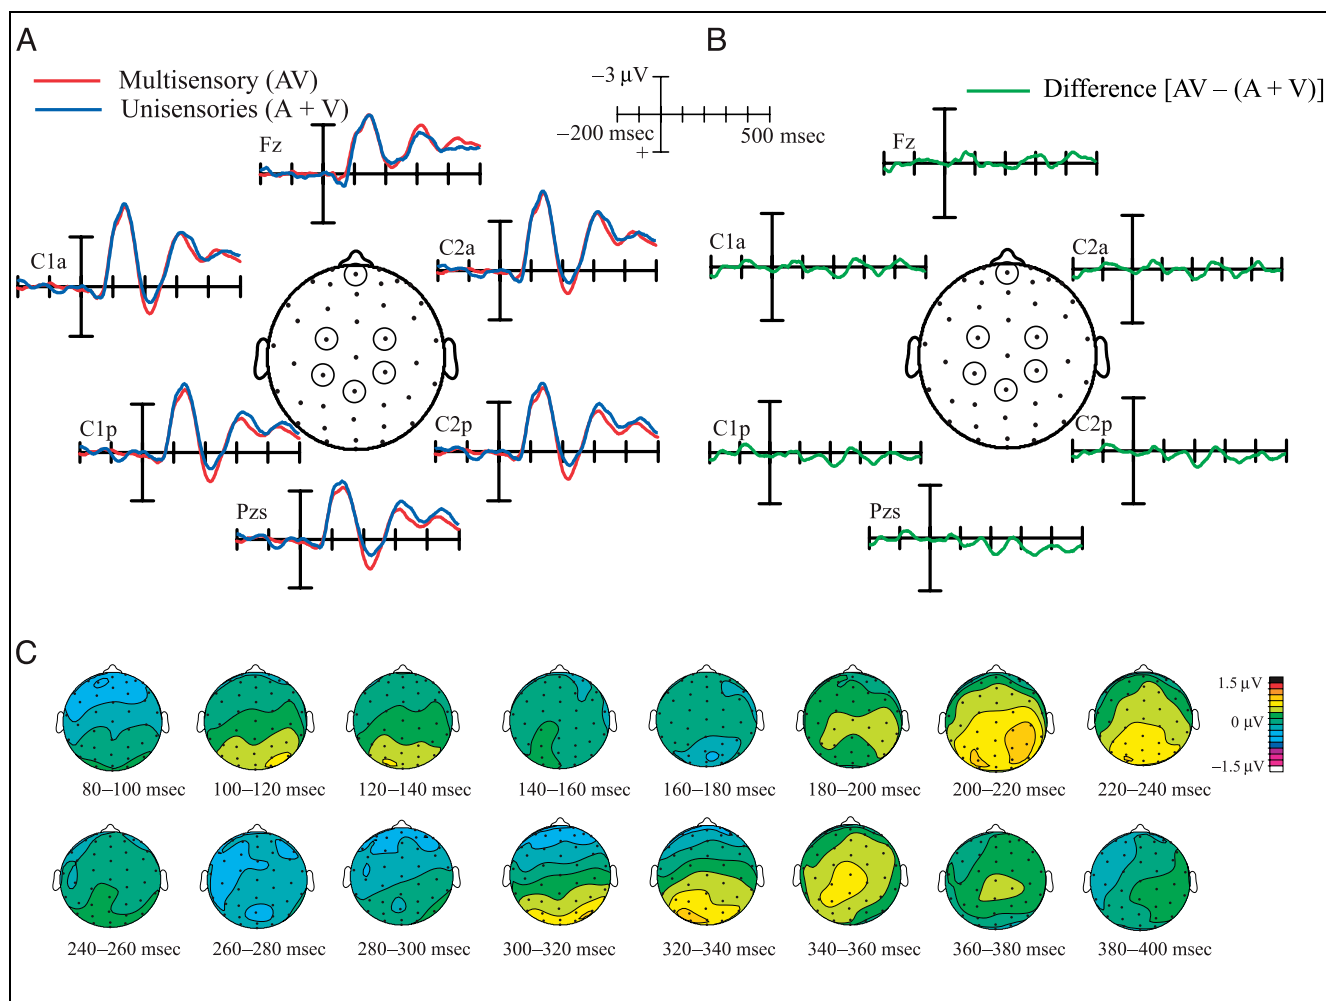 A
B
Multisensory (AV)
Unisensories (A + V)
−3 µV
−200 msec
500 msec
+
Difference [AV – (A + V)]
Fz
Fz
C1a
C2a
C1a
C2a
C1p
C2p
C1p
C2p
Pzs
Pzs
C
1.5 µV
0 µV
−1.5 µV
80–100 msec
100–120 msec
120–140 msec
140–160 msec
160–180 msec
180–200 msec
200–220 msec
220–240 msec
240–260 msec
260–280 msec
280–300 msec
300–320 msec
320–340 msec
340–360 msec
360–380 msec
380–400 msec